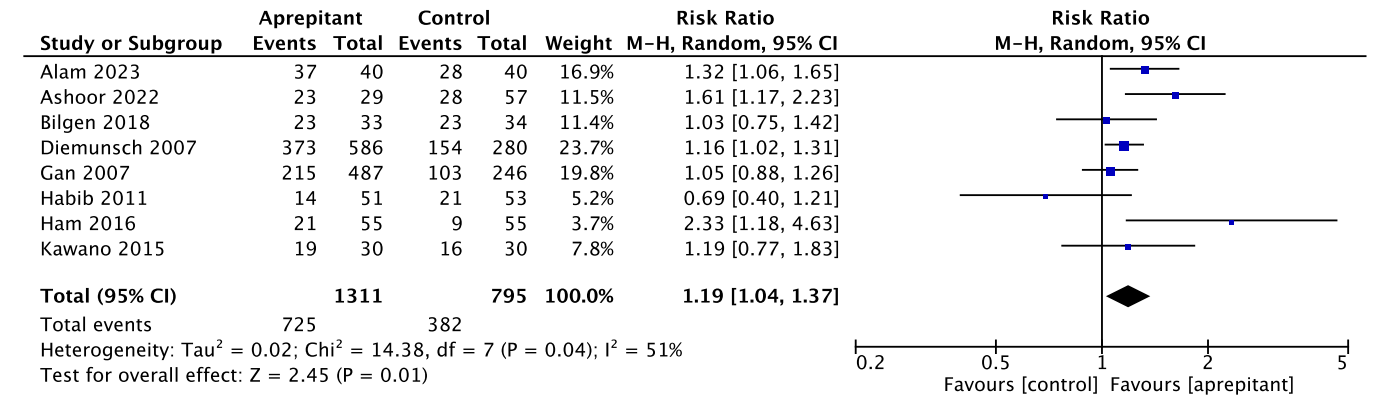 Aprepitant Control Risk Ratio Risk Ratio
Study or Subgroup Events Total Events Total Weight M-H, Random, 95% CI M-H, Random, 95% CI
Alam 2023 37 40 28 40 16.9% 1.32 [1.06, 1.65]
Ashoor 2022 23 29 28 57 11.5% 1.61 [1.17, 2.23]
Bilgen 2018 23 33 23 34 11.4% 1.03 [0.75, 1.42]
Diemunsch 2007 373 586 154 280 23.7% 1.16 [1.02, 1.31]
Gan 2007 215 487 103 246 19.8% 1.05 [0.88, 1.26]
Habib 2011 14 51 21 53 5.2% 0.69 [0.40, 1.21]
Ham 2016 21 55 9 55 3.7% 2.33 [1.18, 4.63]
Kawano 2015 19 30 16 30 7.8% 1.19 [0.77, 1.83]
Total (95% CI) 1311 795 100.0% 1.19 [1.04, 1.37]
Total events 725 382
Heterogeneity: Tau² = 0.02; Chi² = 14.38, df = 7 (P = 0.04); I² = 51%
Test for overall effect: Z = 2.45 (P = 0.01)
0.2 0.5 1 2 5
Favours [control] Favours [aprepitant]